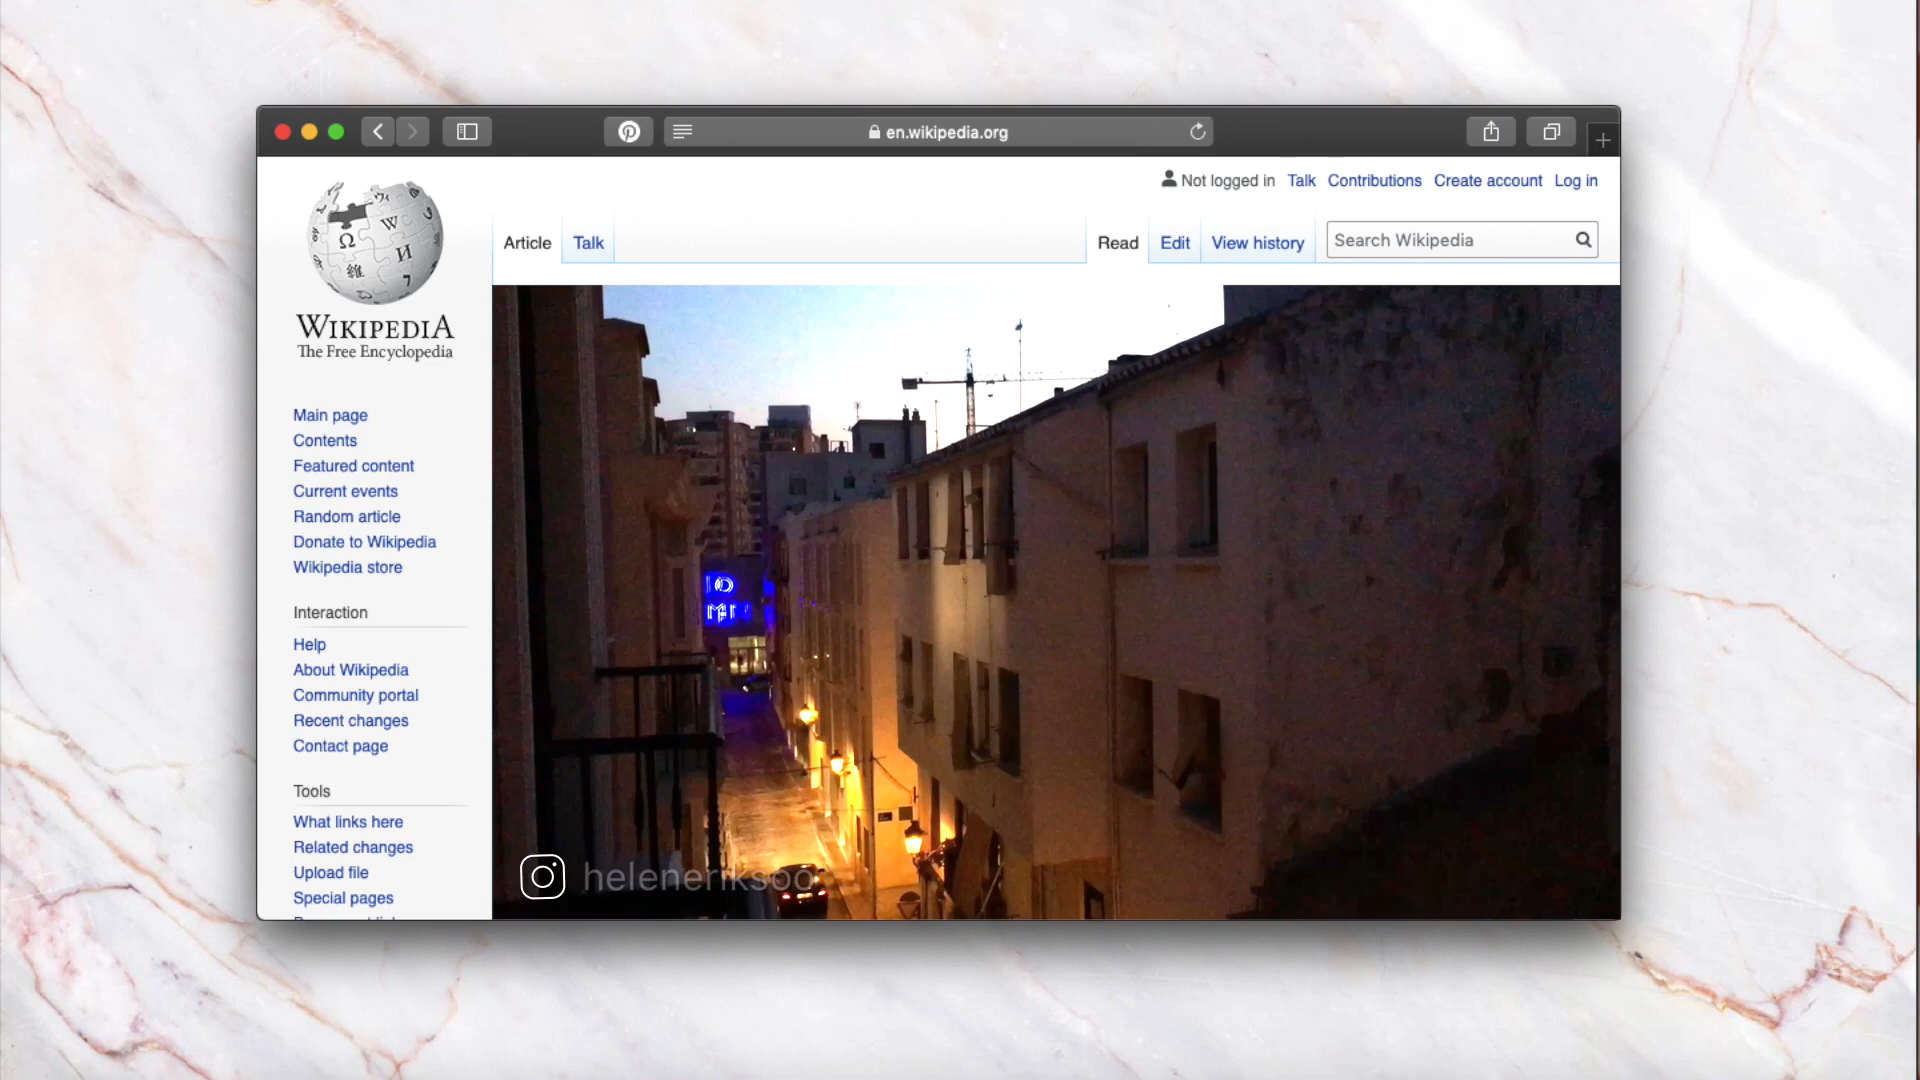 en.wikipedia.org
Not logged in Talk Contributions Create account Log in
Article Talk Read Edit View history Search Wikipedia
WIKIPEDIA
The Free Encyclopedia
Main page
Contents
Featured content
Current events
Random article
Donate to Wikipedia
Wikipedia store
Interaction
Help
About Wikipedia
Community portal
Recent changes
Contact page
Tools
What links here
Related changes
Upload file
Special pages
heleneriksoo